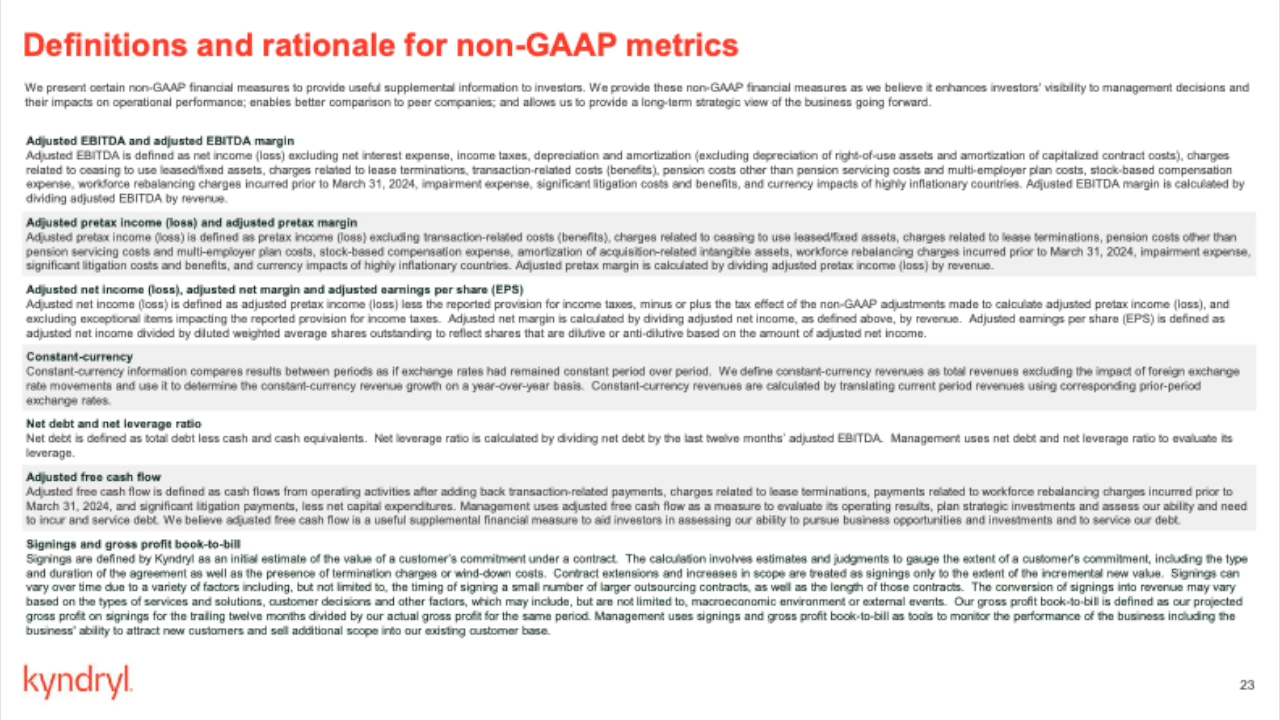 Definitions and rationale for non-GAAP metrics
We present certain non-GAAP financial measures to provide useful supplemental information to investors. We provide these non-GAAP financial measures as we believe it enhances investors' visibility to management decisions and
their impacts on operational performance; enables better comparison to peer companies; and allows us to provide a long-term strategic view of the business going forward.
Adjusted EBITDA and adjusted EBITDA margin
Adjusted EBITDA is defined as net income (loss) excluding net interest expense, income taxes, depreciation and amortization (excluding depreciation of right-of-use assets and amortization of capitalized contract costs), charges
related to ceasing to use leased/fixed assets, charges related to lease terminations, transaction-related costs (benefits), pension costs other than pension servicing costs and multi-employer plan costs, stock-based compensation
expense, workforce rebalancing charges incurred prior to March 31, 2024, impairment expense, significant litigation costs and benefits, and currency impacts of highly inflationary countries. Adjusted EBITDA margin is calculated by
dividing adjusted EBITDA by revenue.
Adjusted pretax income (loss) and adjusted pretax margin
Adjusted pretax income (loss) is defined as pretax income (loss) excluding transaction-related costs (benefits), charges related to ceasing to use leased/fixed assets, charges related to lease terminations, pension costs other than
pension servicing costs and multi-employer plan costs, stock-based compensation expense, amortization of acquisition-related intangible assets, workforce rebalancing charges incurred prior to March 31, 2024, impairment expense,
significant litigation costs and benefits, and currency impacts of highly inflationary countries. Adjusted pretax margin is calculated by dividing adjusted pretax income (loss) by revenue.
Adjusted net income (loss), adjusted net margin and adjusted earnings per share (EPS)
Adjusted net income (loss) is defined as adjusted pretax income (loss) less the reported provision for income taxes, minus or plus the tax effect of the non-GAAP adjustments made to calculate adjusted pretax income (loss), and
excluding exceptional items impacting the reported provision for income taxes. Adjusted net margin is calculated by dividing adjusted net income, as defined above, by revenue. Adjusted earnings per share (EPS) is defined as
adjusted net income divided by diluted weighted average shares outstanding to reflect shares that are dilutive or anti-dilutive based on the amount of adjusted net income.
Constant-currency
Constant-currency information compares results between periods as if exchange rates had remained constant period over period. We define constant-currency revenues as total revenues excluding the impact of foreign exchange
rate movements and use it to determine the constant-currency revenue growth on a year-over-year basis. Constant-currency revenues are calculated by translating current period revenues using corresponding prior-period
exchange rates.
Net debt and net leverage ratio
Net debt is defined as total debt less cash and cash equivalents. Net leverage ratio is calculated by dividing net debt by the last twelve months' adjusted EBITDA. Management uses net debt and net leverage ratio to evaluate its
leverage.
Adjusted free cash flow
Adjusted free cash flow is defined as cash flows from operating activities after adding back transaction-related payments, charges related to lease terminations, payments related to workforce rebalancing charges incurred prior to
March 31, 2024, and significant litigation payments, less net capital expenditures. Management uses adjusted free cash flow as a measure to evaluate its operating results, plan strategic investments and assess our ability and need
to incur and service debt. We believe adjusted free cash flow is a useful supplemental financial measure to aid investors in assessing our ability to pursue business opportunities and investments and to service our debt.
Signings and gross profit book-to-bill
Signings are defined by Kyndryl as an initial estimate of the value of a customer's commitment under a contract. The calculation involves estimates and judgments to gauge the extent of a customer's commitment, including the type
and duration of the agreement as well as the presence of termination charges or wind-down costs. Contract extensions and increases in scope are treated as signings only to the extent of the incremental new value. Signings can
vary over time due to a variety of factors including, but not limited to, the timing of signing a small number of larger outsourcing contracts, as well as the length of those contracts. The conversion of signings into revenue may vary
based on the types of services and solutions, customer decisions and other factors, which may include, but are not limited to, macroeconomic environment or external events. Our gross profit book-to-bill is defined as our projected
gross profit on signings for the trailing twelve months divided by our actual gross profit for the same period. Management uses signings and gross profit book-to-bill as tools to monitor the performance of the business including the
business' ability to attract new customers and sell additional scope into our existing customer base.
kyndryl.
23